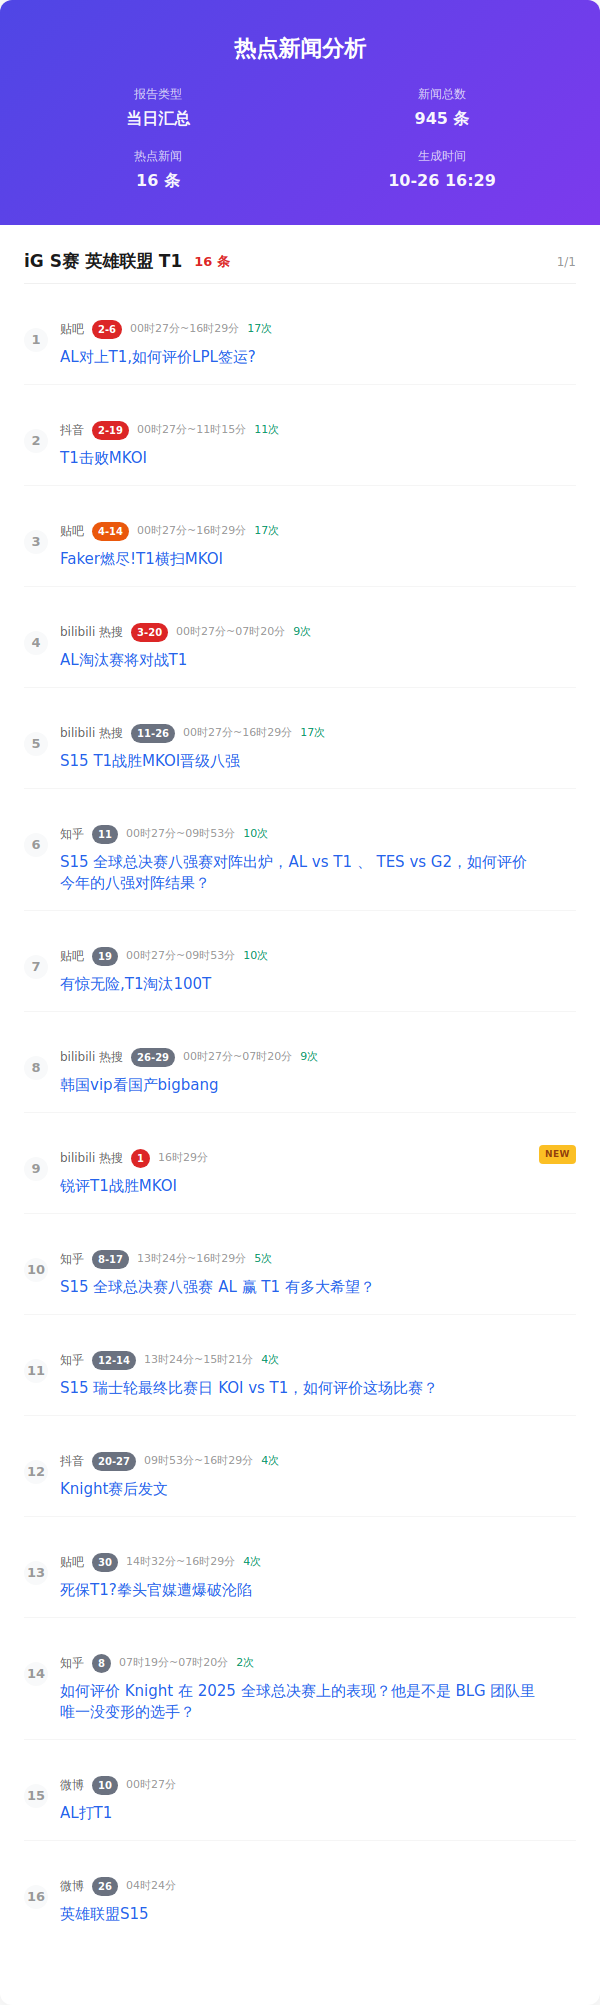 热点新闻分析
报告类型
新闻总数
当日汇总
945 条
热点新闻
生成时间
16 条
10-26 16:29
iG S赛 英雄联盟 T1 16 条 1/1
1 贴吧 2-6 00时27分~16时29分 17次
AL对上T1,如何评价LPL签运?
2 抖音 2-19 00时27分~11时15分 11次
T1击败MKOI
3 贴吧 4-14 00时27分~16时29分 17次
Faker燃尽!T1横扫MKOI
4 bilibili 热搜 3-20 00时27分~07时20分 9次
AL淘汰赛将对战T1
5 bilibili 热搜 11-26 00时27分~16时29分 17次
S15 T1战胜MKOI晋级八强
6 知乎 11 00时27分~09时53分 10次
S15 全球总决赛八强赛对阵出炉，AL vs T1 、 TES vs G2，如何评价
今年的八强对阵结果？
7 贴吧 19 00时27分~09时53分 10次
有惊无险,T1淘汰100T
8 bilibili 热搜 26-29 00时27分~07时20分 9次
韩国vip看国产bigbang
9 bilibili 热搜 1 16时29分 NEW
锐评T1战胜MKOI
10 知乎 8-17 13时24分~16时29分 5次
S15 全球总决赛八强赛 AL 赢 T1 有多大希望？
11 知乎 12-14 13时24分~15时21分 4次
S15 瑞士轮最终比赛日 KOI vs T1，如何评价这场比赛？
12 抖音 20-27 09时53分~16时29分 4次
Knight赛后发文
13 贴吧 30 14时32分~16时29分 4次
死保T1?拳头官媒遭爆破沦陷
14 知乎 8 07时19分~07时20分 2次
如何评价 Knight 在 2025 全球总决赛上的表现？他是不是 BLG 团队里
唯一没变形的选手？
15 微博 10 00时27分
AL打T1
16 微博 26 04时24分
英雄联盟S15